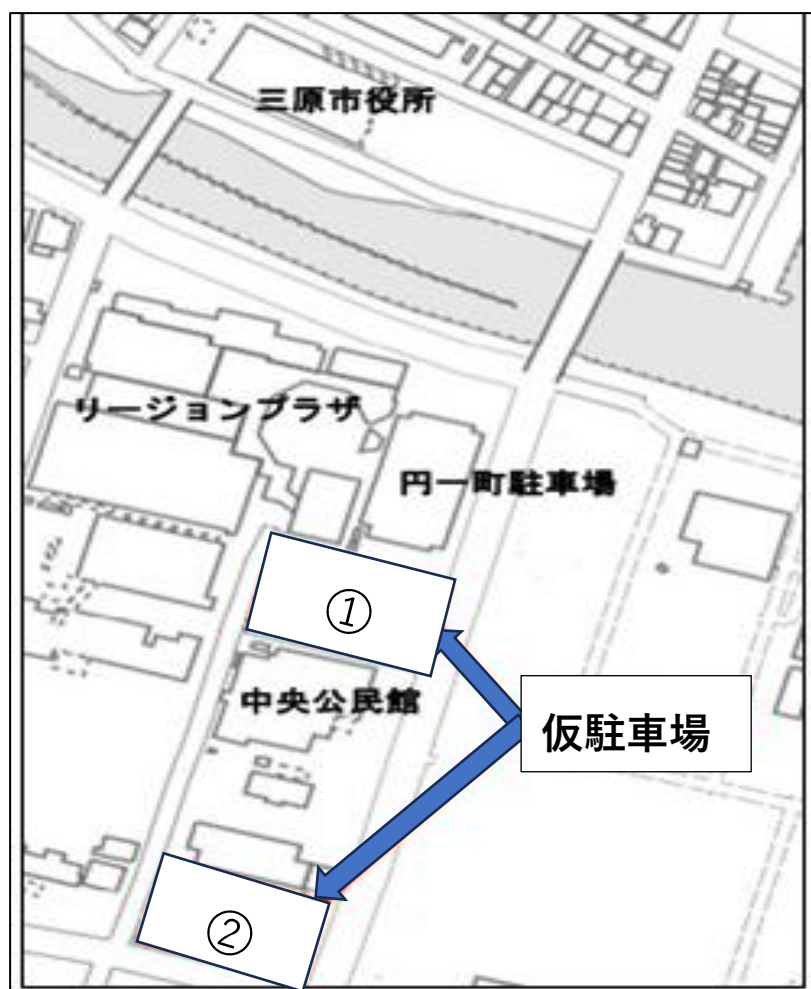 三原市役所
リージョンプラザ
円一町駐車場
①
中央公民館
仮駐車場
②